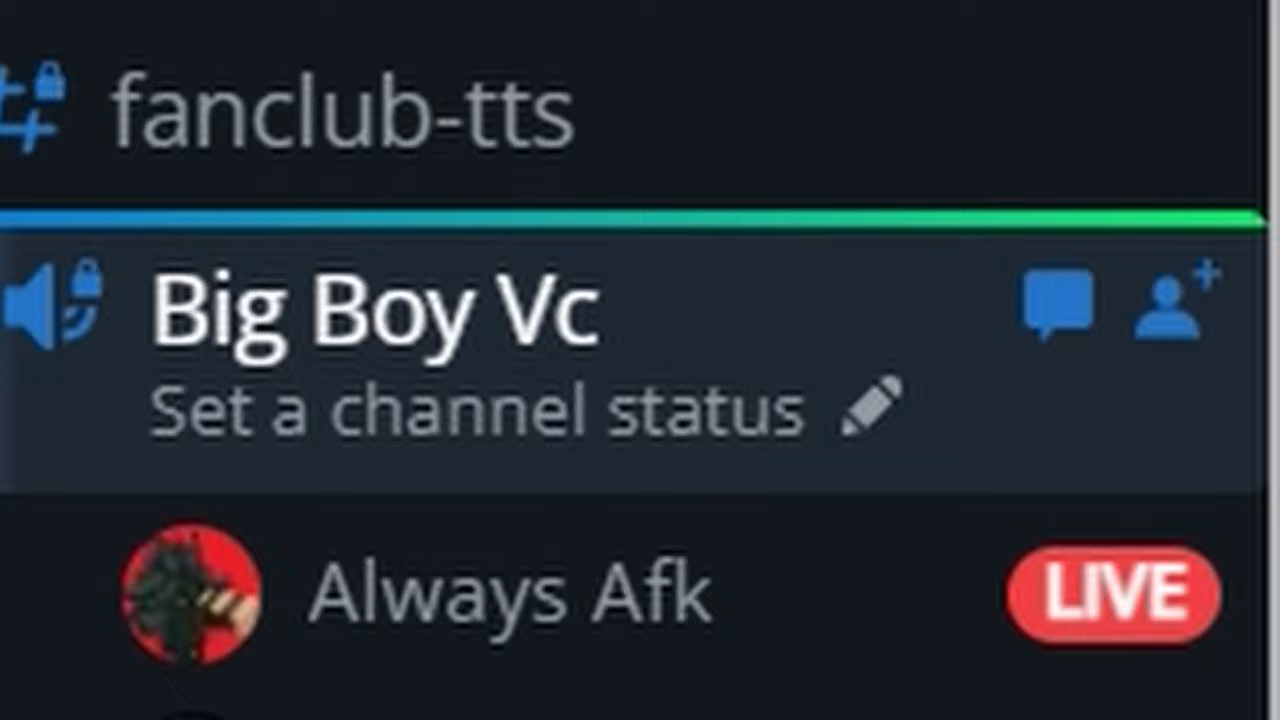 fanclub-tts
Big Boy Vc
Set a channel status
Always Afk
LIVE